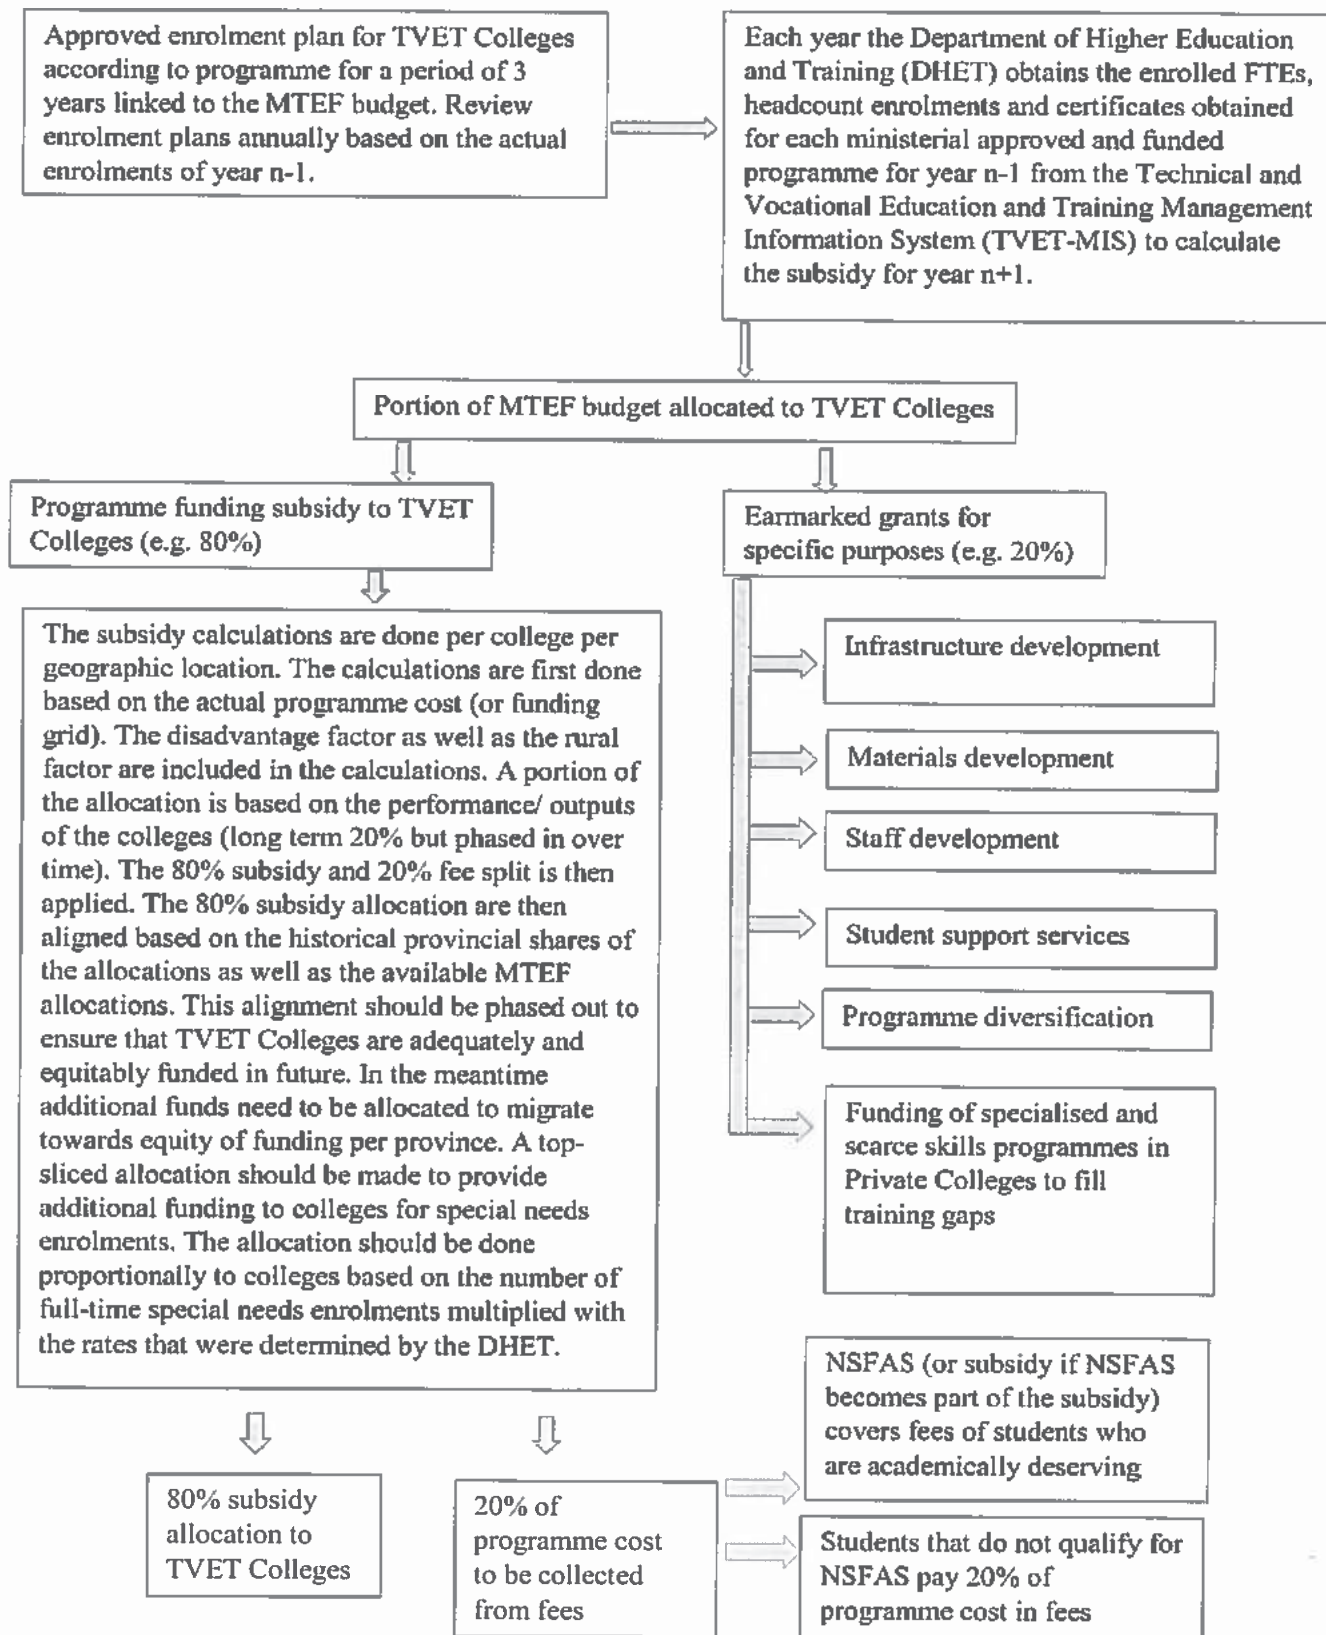 Approved enrolment plan for TVET Colleges
according to programme for a period of 3
years linked to the MTEF budget. Review
enrolment plans annually based on the actual
enrolments of year n-1.
Each year the Department of Higher Education
and Training (DHET) obtains the enrolled FTEs,
headcount enrolments and certificates obtained
for each ministerial approved and funded
programme for year n-1 from the Technical and
Vocational Education and Training Management
Information System (TVET-MIS) to calculate
the subsidy for year n+1.
Portion of MTEF budget allocated to TVET Colleges
Programme funding subsidy to TVET
Colleges (e.g. 80%)
The subsidy calculations are done per college per
geographic location. The calculations are first done
based on the actual programme cost (or funding
grid). The disadvantage factor as well as the rural
factor are included in the calculations. A portion of
the allocation is based on the performance/ outputs
of the colleges (long term 20% but phased in over
time). The 80% subsidy and 20% fee split is then
applied. The 80% subsidy allocation are then
aligned based on the historical provincial shares of
the allocations as well as the available MTEF
allocations. This alignment should be phased out to
ensure that TVET Colleges are adequately and
equitably funded in future. In the meantime
additional funds need to be allocated to migrate
towards equity of funding per province. A top-
sliced allocation should be made to provide
additional funding to colleges for special needs
enrolments. The allocation should be done
proportionally to colleges based on the number of
full-time special needs enrolments multiplied with
the rates that were determined by the DHET.
Earmarked grants for
specific purposes (e.g. 20%)
Infrastructure development
Materials development
Staff development
Student support services
Programme diversification
Funding of specialised and
scarce skills programmes in
Private Colleges to fill
training gaps
80% subsidy
allocation to
TVET Colleges
20% of
programme cost
to be collected
from fees
NSFAS (or subsidy if NSFAS
becomes part of the subsidy)
covers fees of students who
are academically deserving
Students that do not qualify for
NSFAS pay 20% of
programme cost in fees